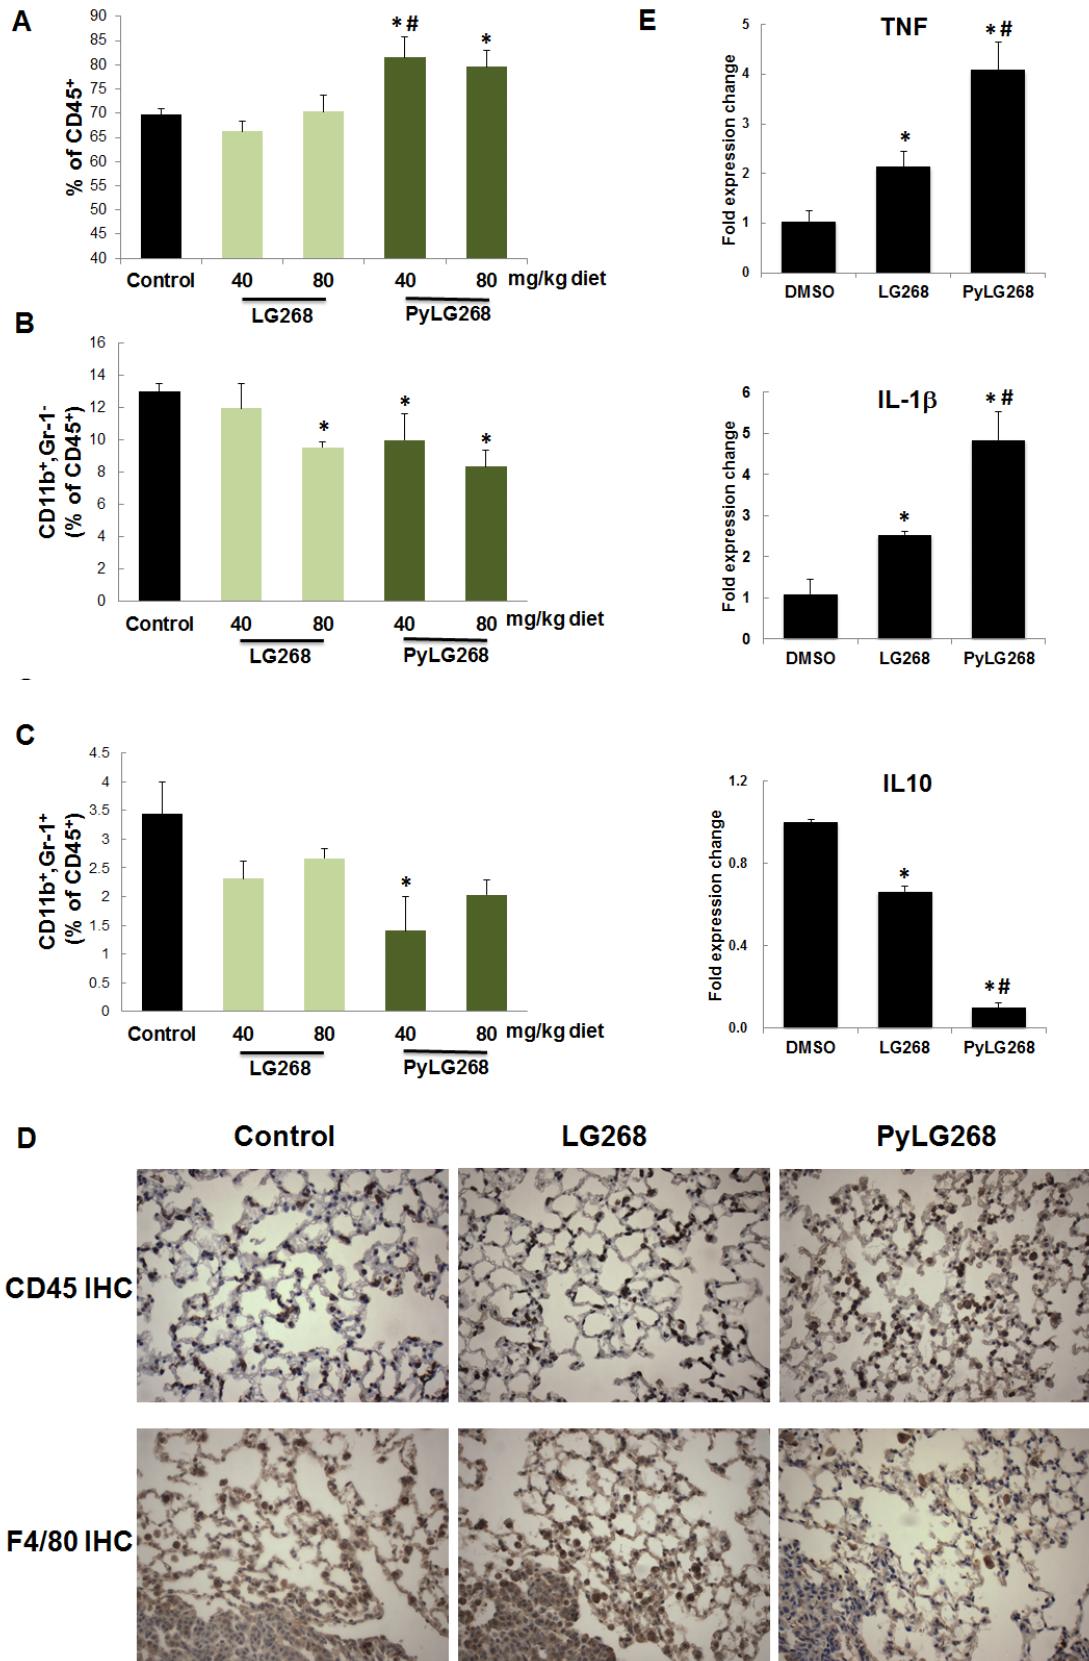 A
% of CD45+
90
85
80
75
70
65
60
55
50
45
40
*#
*
Control
40
80
40
80
mg/kg diet
LG268
PyLG268
B
CD11b+,Gr-1-
(% of CD45+)
16
14
12
10
8
6
4
2
0
*
*
*
Control
40
80
40
80
mg/kg diet
LG268
PyLG268
C
CD11b+,Gr-1+
(% of CD45+)
4.5
4
3.5
3
2.5
2
1.5
1
0.5
0
*
Control
40
80
40
80
mg/kg diet
LG268
PyLG268
E
TNF
Fold expression change
5
4
3
2
1
0
*
*#
DMSO
LG268
PyLG268
IL-1β
Fold expression change
6
5
4
3
2
1
0
*
*#
DMSO
LG268
PyLG268
IL10
Fold expression change
1.2
0.8
0.4
0.0
*
*#
DMSO
LG268
PyLG268
D
Control
LG268
PyLG268
CD45 IHC
F4/80 IHC